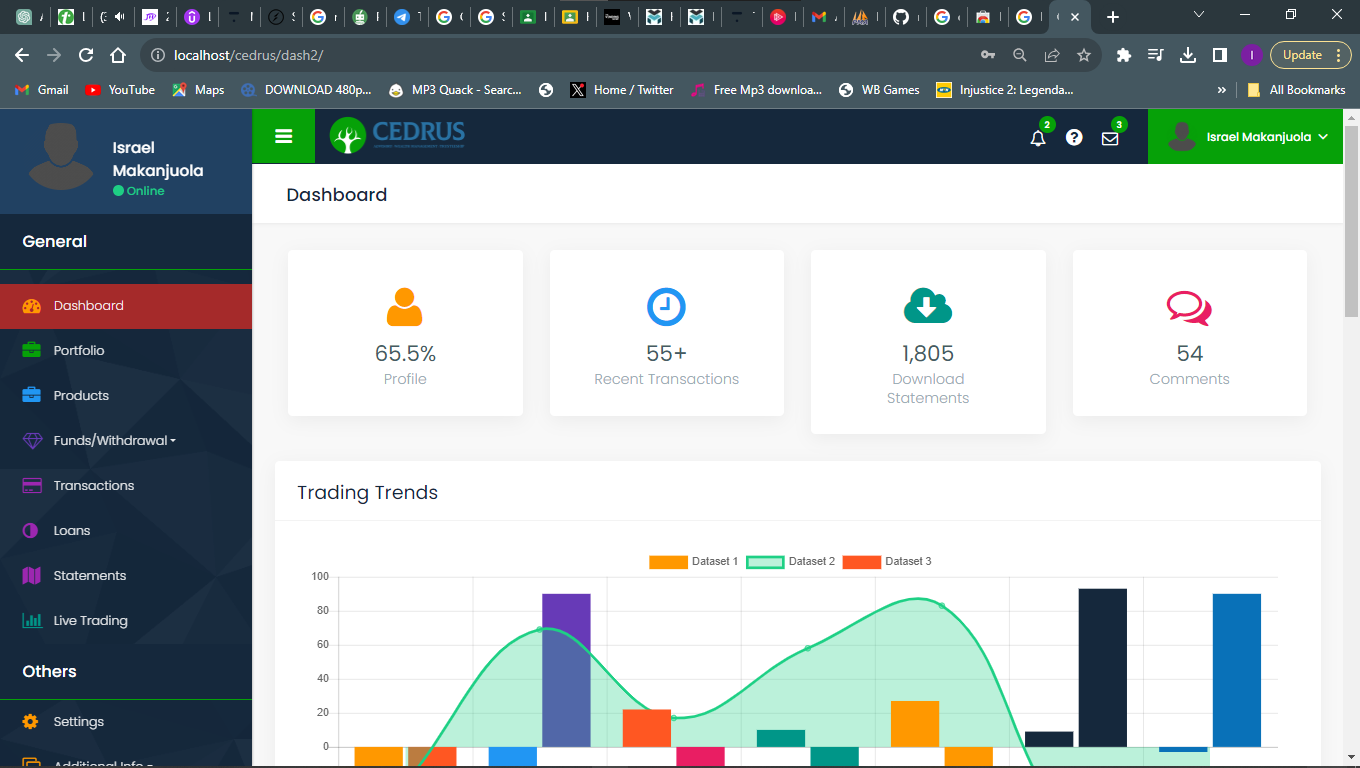 localhost/cedrus/dash2/
Update
Gmail
YouTube
Maps
DOWNLOAD 480p...
MP3 Quack - Searc...
Home / Twitter
Free Mp3 downloa...
WB Games
Injustice 2: Legenda...
»
All Bookmarks
Israel
Makanjuola
Online
CEDRUS
2
3
Israel Makanjuola
Dashboard
General
Dashboard
Portfolio
Products
Funds/Withdrawal
Transactions
Loans
Statements
Live Trading
Others
Settings
Additional Info
65.5%
Profile
55+
Recent Transactions
1,805
Download
Statements
54
Comments
Trading Trends
Dataset 1 Dataset 2 Dataset 3
100
80
60
40
20
0